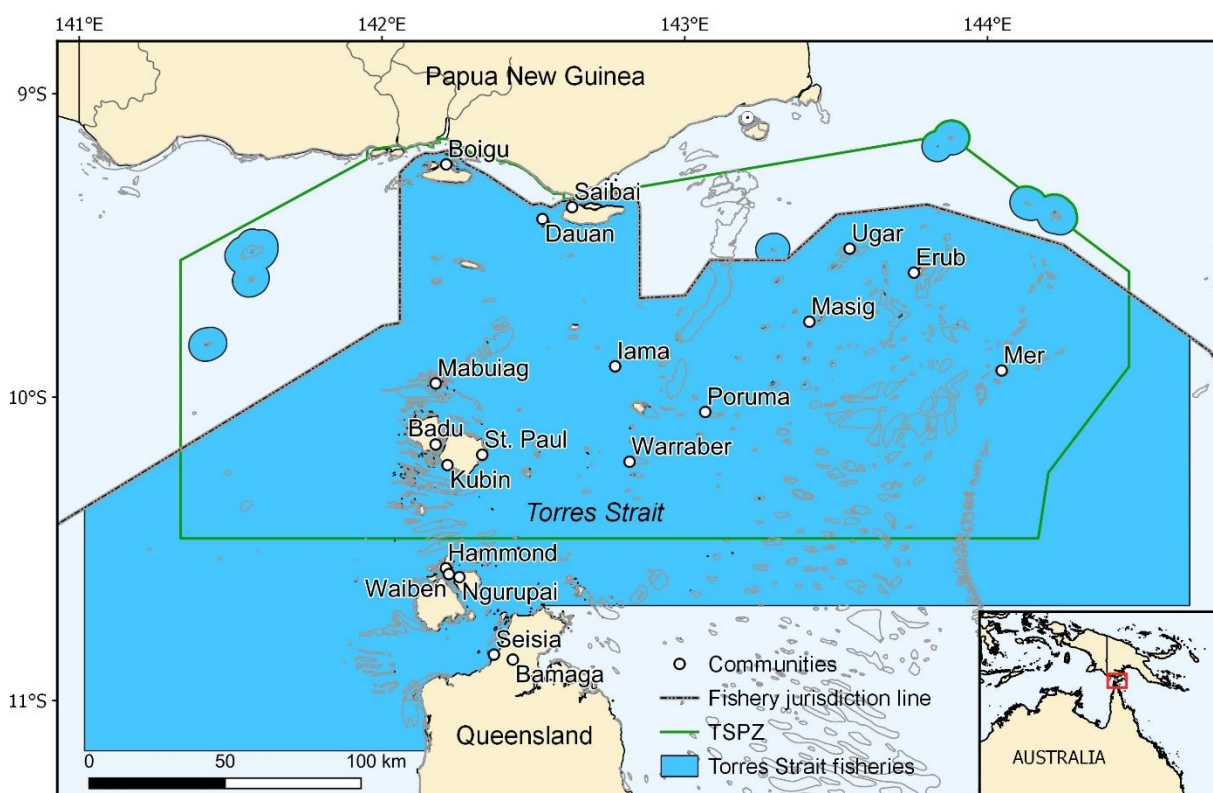 141°E
142°E
143°E
144°E
9°S
Papua New Guinea
Boigu
Saibai
Dauan
Ugar
Erub
Masig
Iama
Mer
10°S
Mabuiag
Poruma
Badu
St. Paul
Warraber
Kubin
Torres Strait
Hammond
Waiben
Ngurupai
Seisia
Bamaga
11°S
Queensland
Communities
Fishery jurisdiction line
TSPZ
Torres Strait fisheries
0 50 100 km
AUSTRALIA